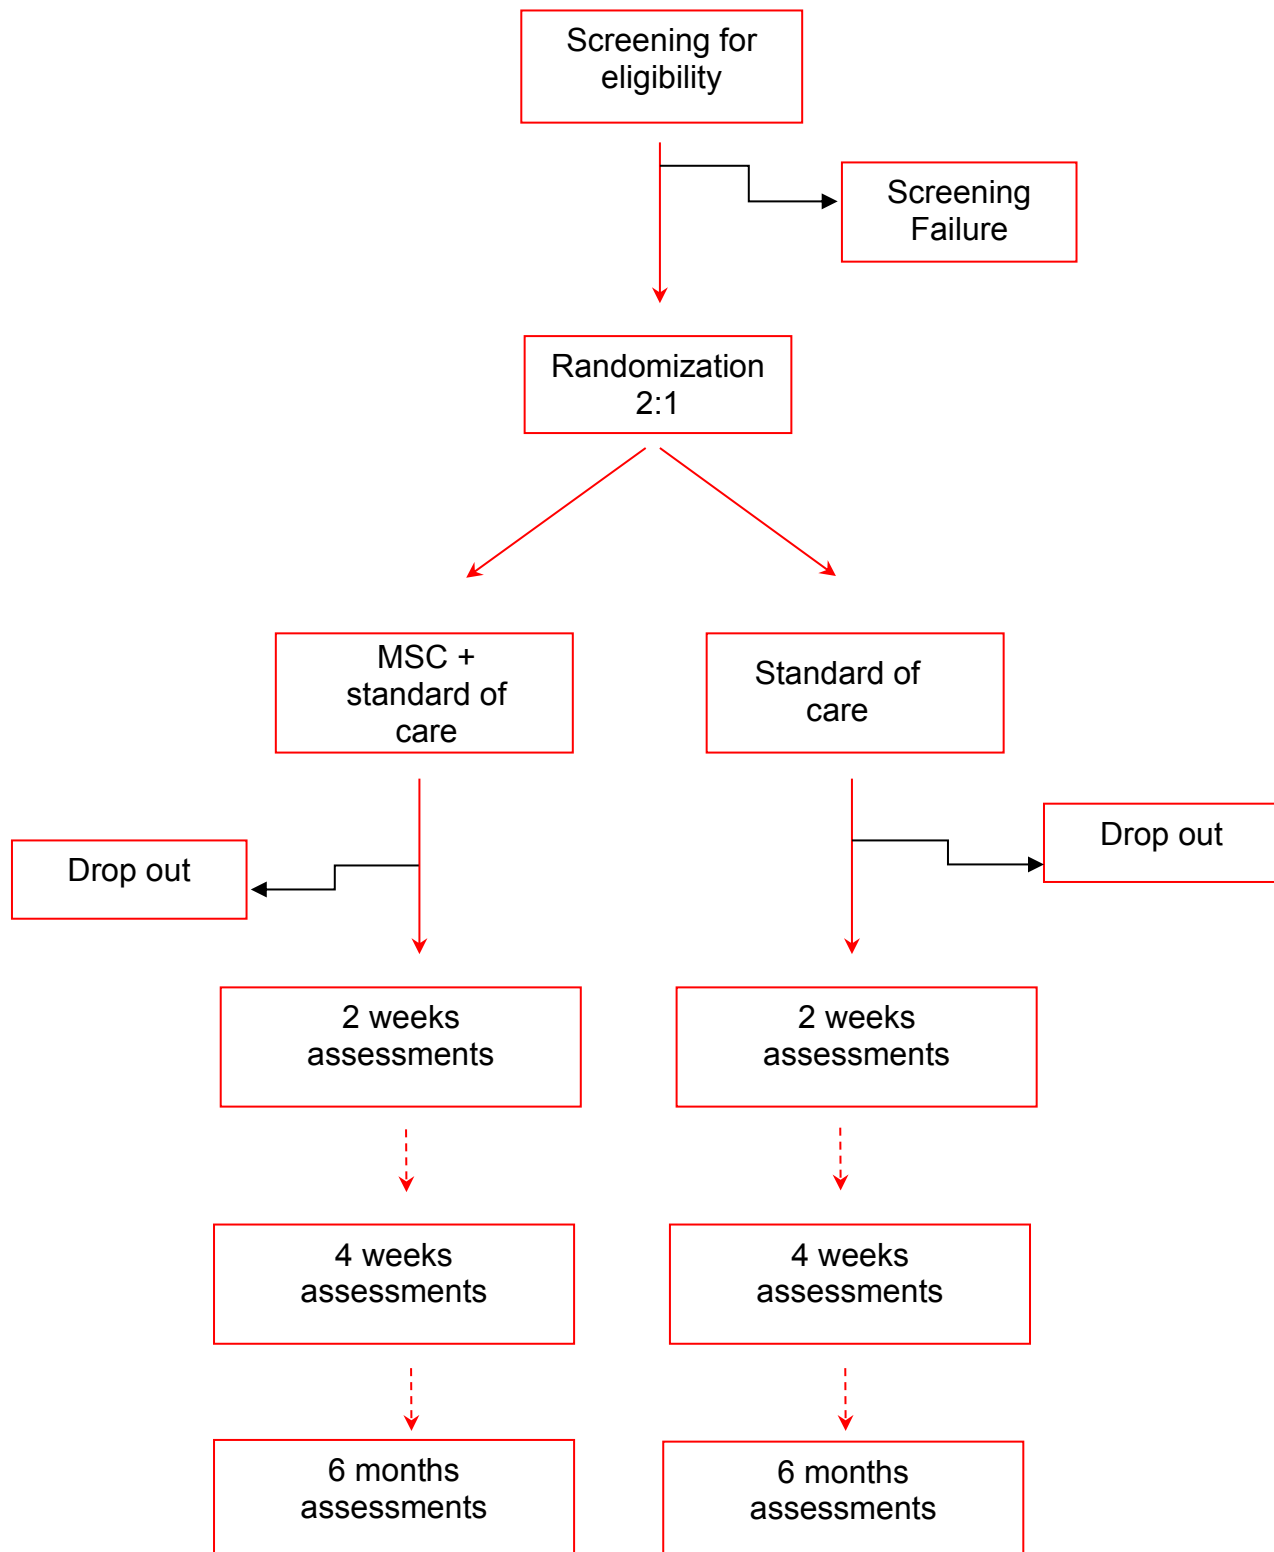 Screening for
eligibility
Screening
Failure
Randomization
2:1
MSC +
standard of
care
Standard of
care
Drop out
Drop out
2 weeks
assessments
2 weeks
assessments
4 weeks
assessments
4 weeks
assessments
6 months
assessments
6 months
assessments